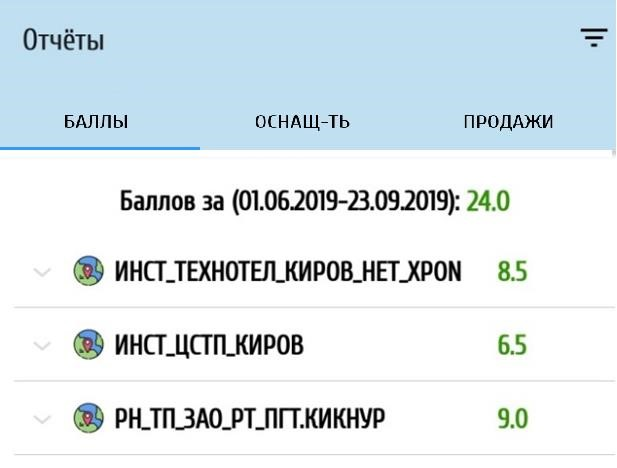 Отчёты
БАЛЛЫ ОСНАЩ-ТЬ ПРОДАЖИ
Баллов за (01.06.2019-23.09.2019): 24.0
ИНСТ_ТЕХНОТЕЛ_КИРОВ_НЕТ_XPON 8.5
ИНСТ_ЦСТП_КИРОВ 6.5
РН_ТП_ЗАО_РТ_ПГТ.КИКНУР 9.0